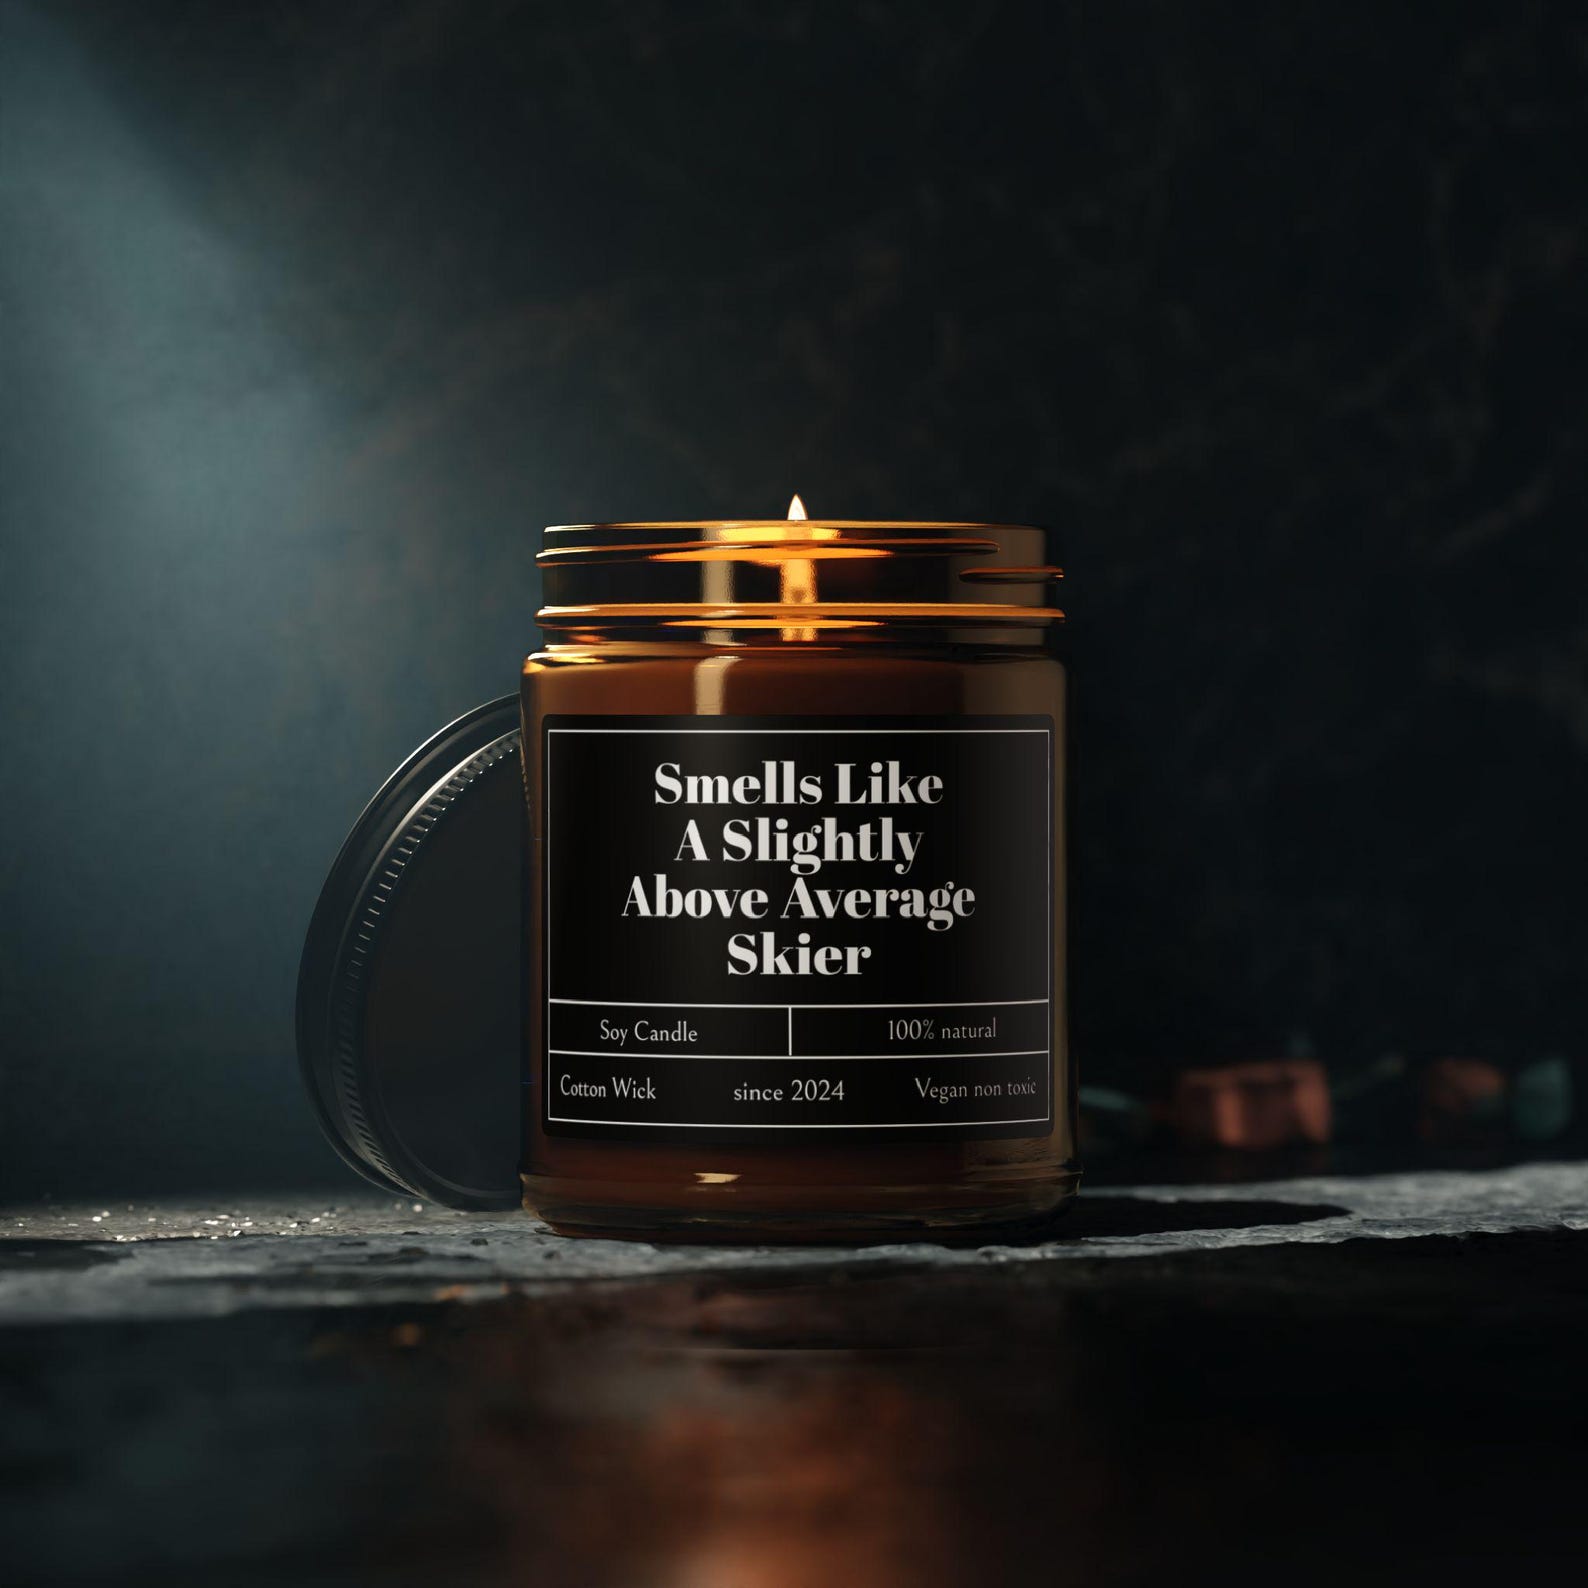 Smells Like
A Slightly
Above Average
Skier
Soy Candle 100% natural
Cotton Wick since 2024 Vegan non toxic